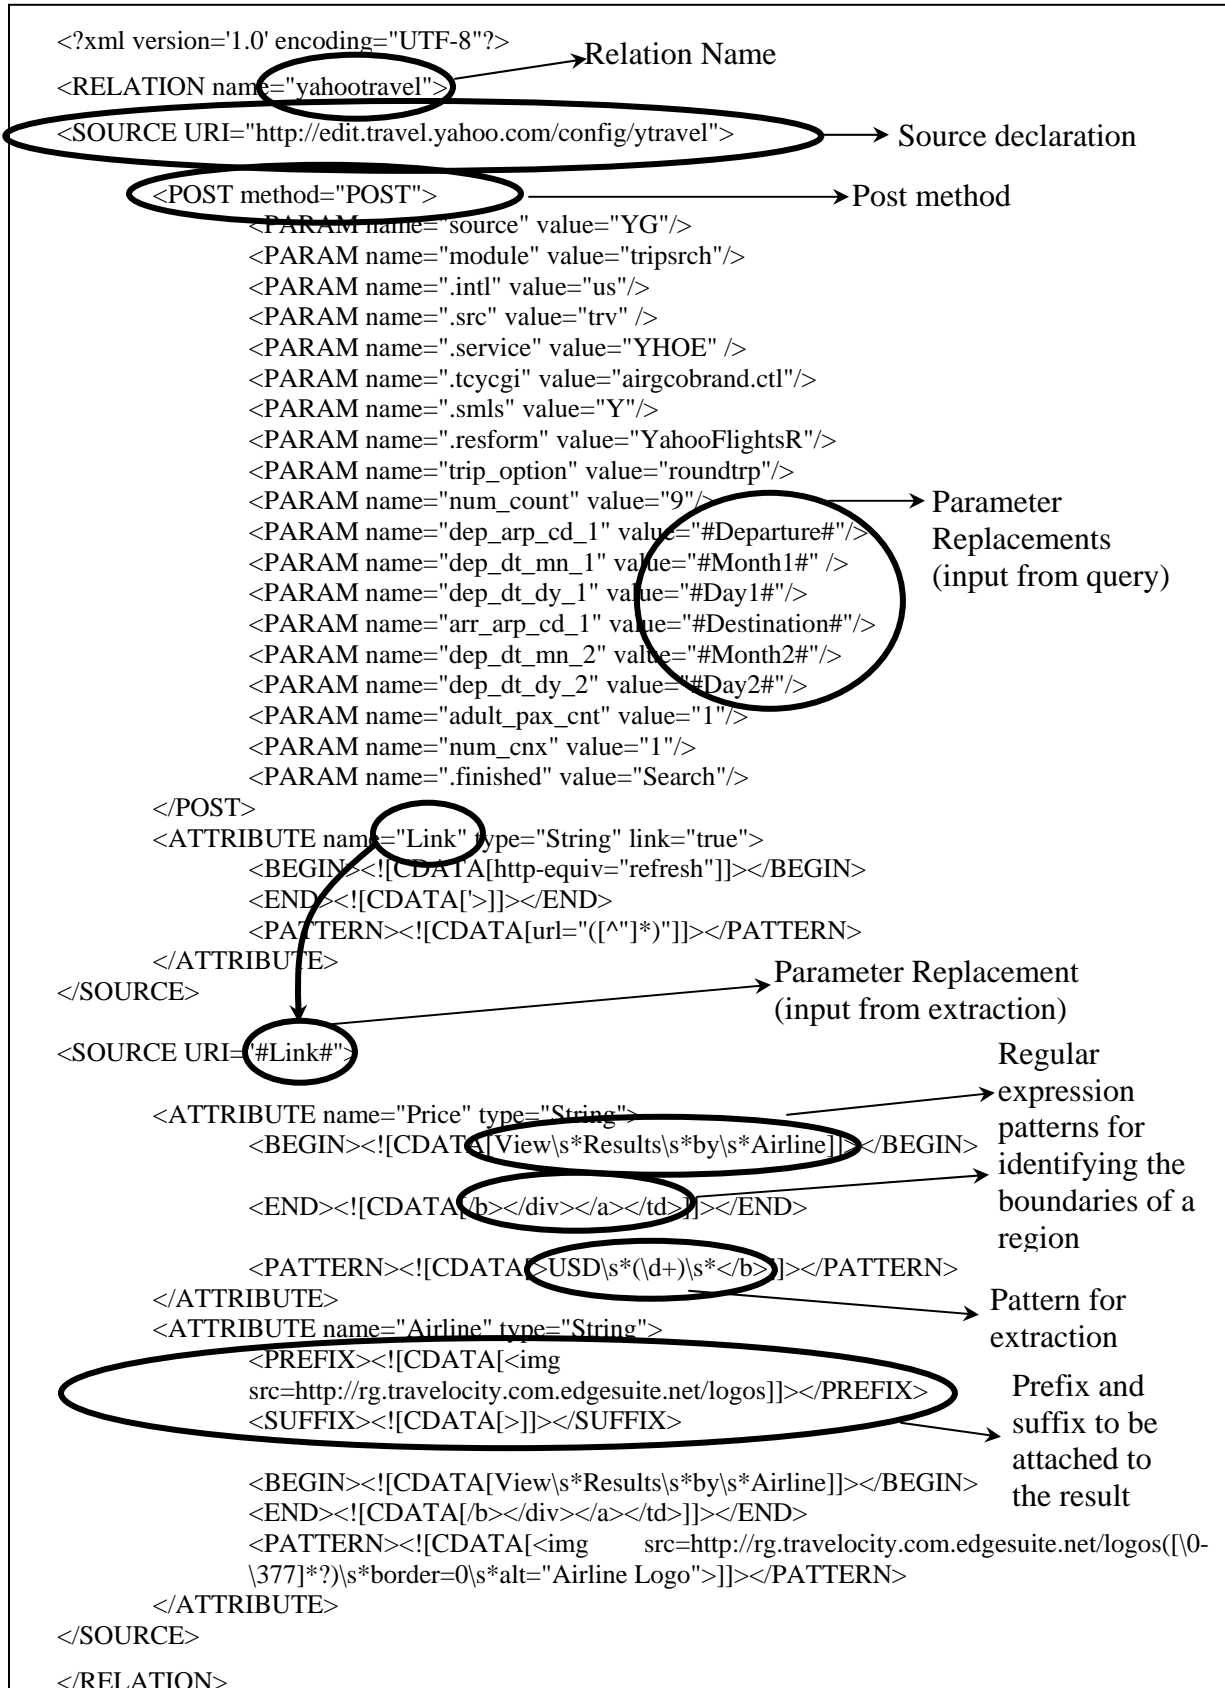 <?xml version='1.0' encoding="UTF-8"?>
Relation Name
<RELATION name="yahootravel">
<SOURCE URI="http://edit.travel.yahoo.com/config/ytravel">
Source declaration
<POST method="POST">
Post method
<PARAM name="source" value="YG"/>
<PARAM name="module" value="tripsrch"/>
<PARAM name=".intl" value="us"/>
<PARAM name=".src" value="trv" />
<PARAM name=".service" value="YHOE" />
<PARAM name=".tcycgi" value="airgcobrand.ctl"/>
<PARAM name=".smls" value="Y"/>
<PARAM name=".resform" value="YahooFlightsR"/>
<PARAM name="trip_option" value="roundtrp"/>
<PARAM name="num_count" value="9"/>
<PARAM name="dep_arp_cd_1" value="#Departure#"/>
<PARAM name="dep_dt_mn_1" value="#Month1#" />
<PARAM name="dep_dt_dy_1" value="#Day1#"/>
<PARAM name="arr_arp_cd_1" value="#Destination#"/>
<PARAM name="dep_dt_mn_2" value="#Month2#"/>
<PARAM name="dep_dt_dy_2" value="#Day2#"/>
<PARAM name="adult_pax_cnt" value="1"/>
<PARAM name="num_cnx" value="1"/>
<PARAM name=".finished" value="Search"/>
Parameter
Replacements
(input from query)
</POST>
<ATTRIBUTE name="Link" type="String" link="true">
<BEGIN><![CDATA[http-equiv="refresh"]]></BEGIN>
<END><![CDATA['>]]></END>
<PATTERN><![CDATA[url="([^"]*)"]]></PATTERN>
</ATTRIBUTE>
</SOURCE>
Parameter Replacement
(input from extraction)
<SOURCE URI="#Link#">
<ATTRIBUTE name="Price" type="String">
<BEGIN><![CDATA[View\s*Results\s*by\s*Airline]]></BEGIN>
<END><![CDATA[/b></div></a></td>]]></END>
<PATTERN><![CDATA[>USD\s*(\d+)\s*</b>]]></PATTERN>
</ATTRIBUTE>
Regular
expression
patterns for
identifying the
boundaries of a
region
Pattern for
extraction
<ATTRIBUTE name="Airline" type="String">
<PREFIX><![CDATA[<img
src=http://rg.travelocity.com.edgesuite.net/logos]]></PREFIX>
<SUFFIX><![CDATA[>]]></SUFFIX>
Prefix and
suffix to be
attached to
the result
<BEGIN><![CDATA[View\s*Results\s*by\s*Airline]]></BEGIN>
<END><![CDATA[/b></div></a></td>]]></END>
<PATTERN><![CDATA[<img src=http://rg.travelocity.com.edgesuite.net/logos([\0-
\377]*?)\s*border=0\s*alt="Airline Logo">]]></PATTERN>
</ATTRIBUTE>
</SOURCE>
</RELATION>